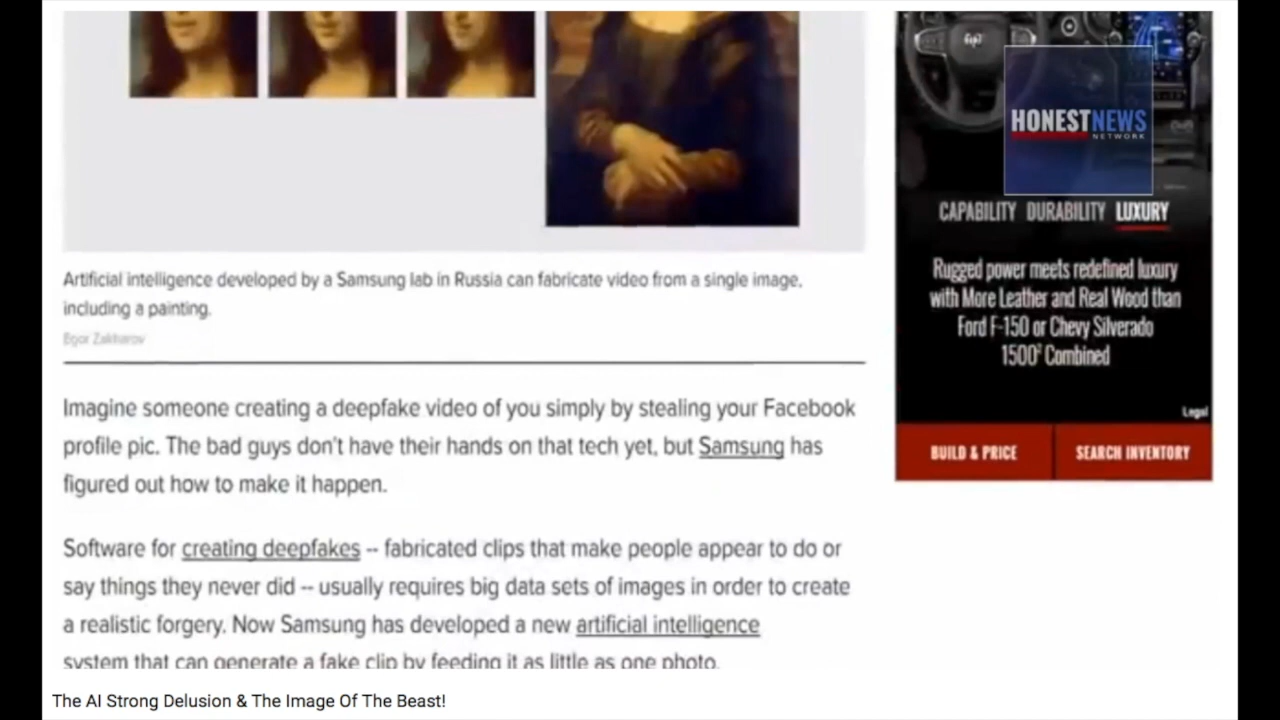 HONESTNEWS
NETWORK
CAPABILITY DURABILITY LUXURY
Rugged power meets redefined luxury
with More Leather and Real Wood than
Ford F-150 or Chevy Silverado
1500² Combined
Legal
BUILD & PRICE
SEARCH INVENTORY
Artificial intelligence developed by a Samsung lab in Russia can fabricate video from a single image,
including a painting.
Egor Zakharov
Imagine someone creating a deepfake video of you simply by stealing your Facebook
profile pic. The bad guys don't have their hands on that tech yet, but Samsung has
figured out how to make it happen.
Software for creating deepfakes -- fabricated clips that make people appear to do or
say things they never did -- usually requires big data sets of images in order to create
a realistic forgery. Now Samsung has developed a new artificial intelligence
system that can generate a fake clip by feeding it as little as one photo.
The AI Strong Delusion & The Image Of The Beast!